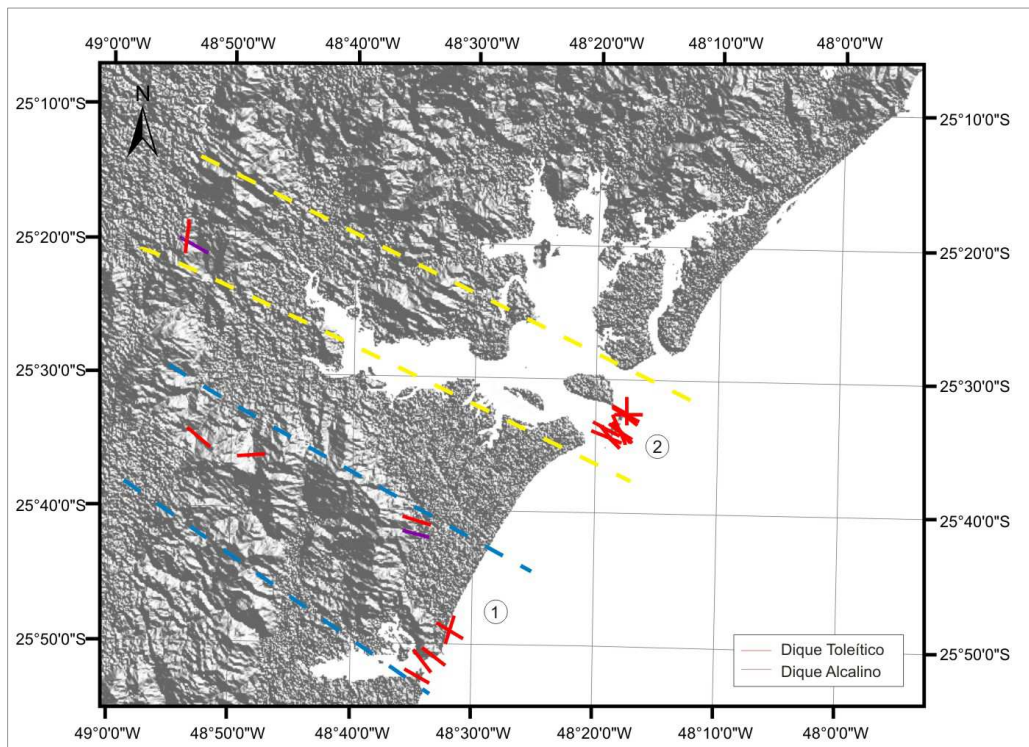 49°0'0"W 48°50'0"W 48°40'0"W 48°30'0"W 48°20'0"W 48°10'0"W 48°0'0"W
N
25°10'0"S 25°10'0"S
25°20'0"S 25°20'0"S
25°30'0"S 25°30'0"S
2
25°40'0"S 25°40'0"S
1
25°50'0"S 25°50'0"S
Dique Toleítico
Dique Alcalino
49°0'0"W 48°50'0"W 48°40'0"W 48°30'0"W 48°20'0"W 48°10'0"W 48°0'0"W